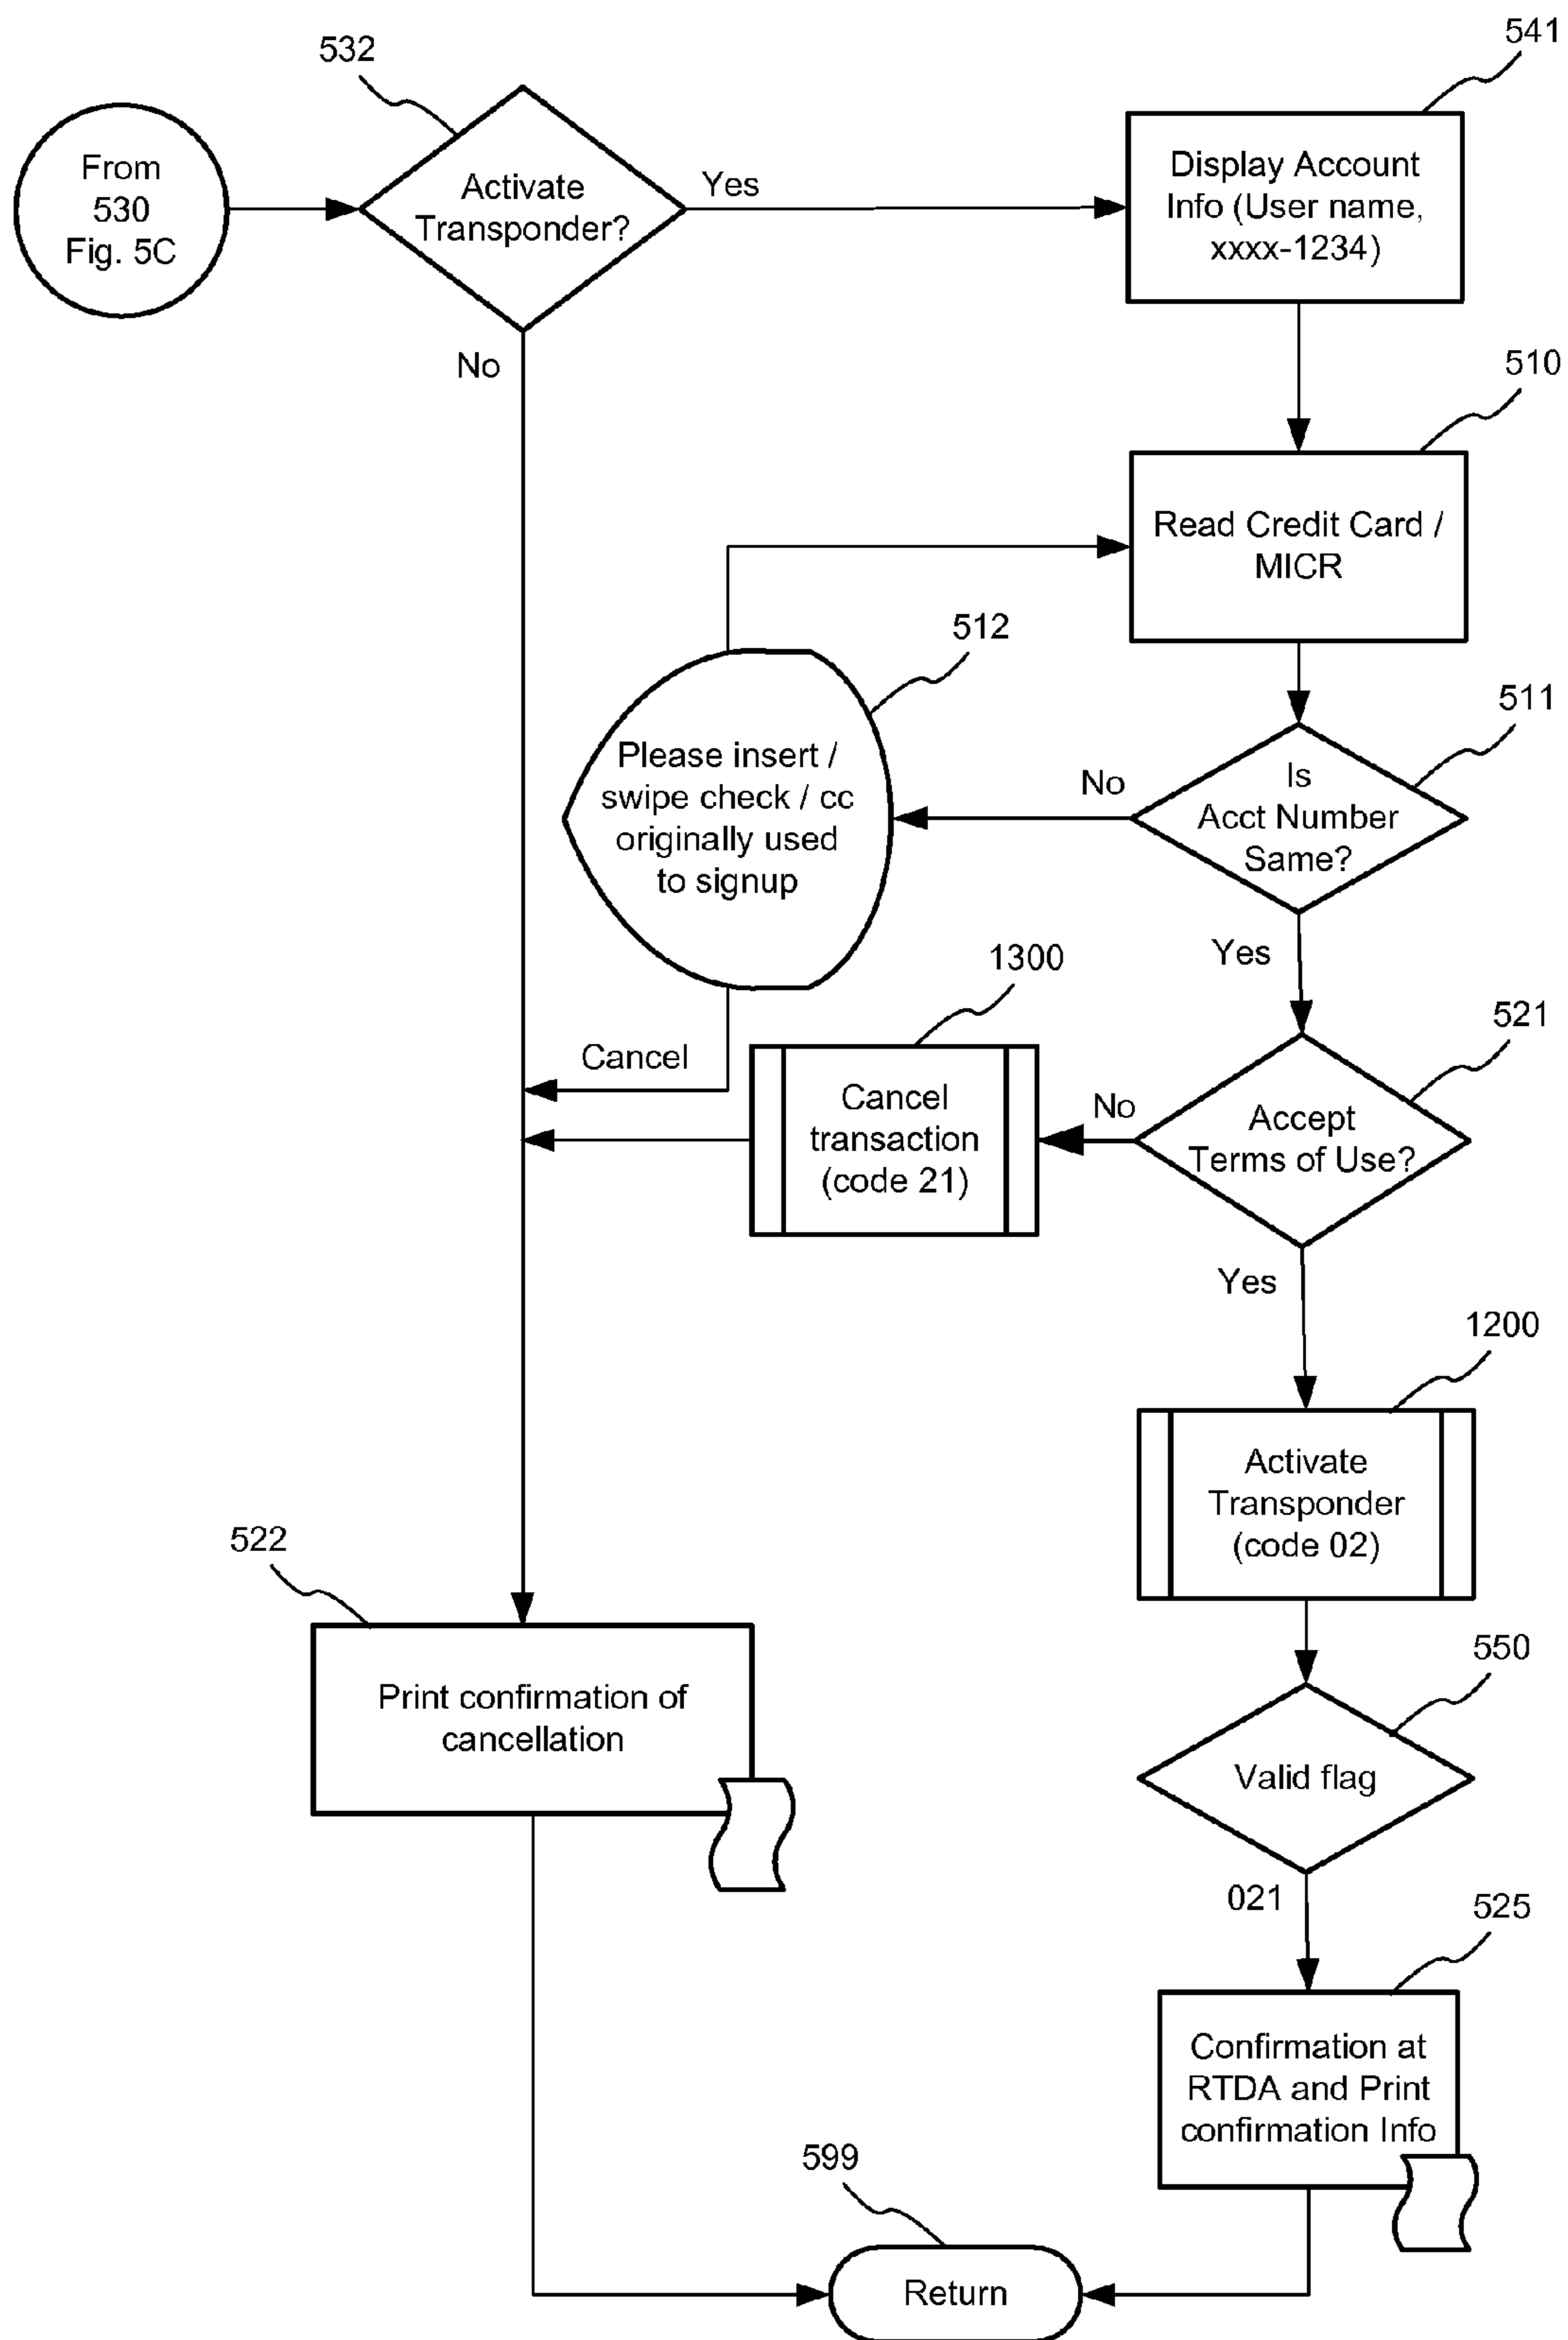 532
541
From
530
Fig. 5C
Activate
Transponder?
Yes
No
Display Account
Info (User name,
xxxx-1234)
510
Read Credit Card /
MICR
512
Please insert /
swipe check / cc
originally used
to signup
511
Is
Acct Number
Same?
No
Yes
Cancel
1300
Cancel
transaction
(code 21)
521
Accept
Terms of Use?
No
Yes
1200
Activate
Transponder
(code 02)
522
Print confirmation of
cancellation
550
Valid flag
021
525
Confirmation at
RTDA and Print
confirmation Info
599
Return